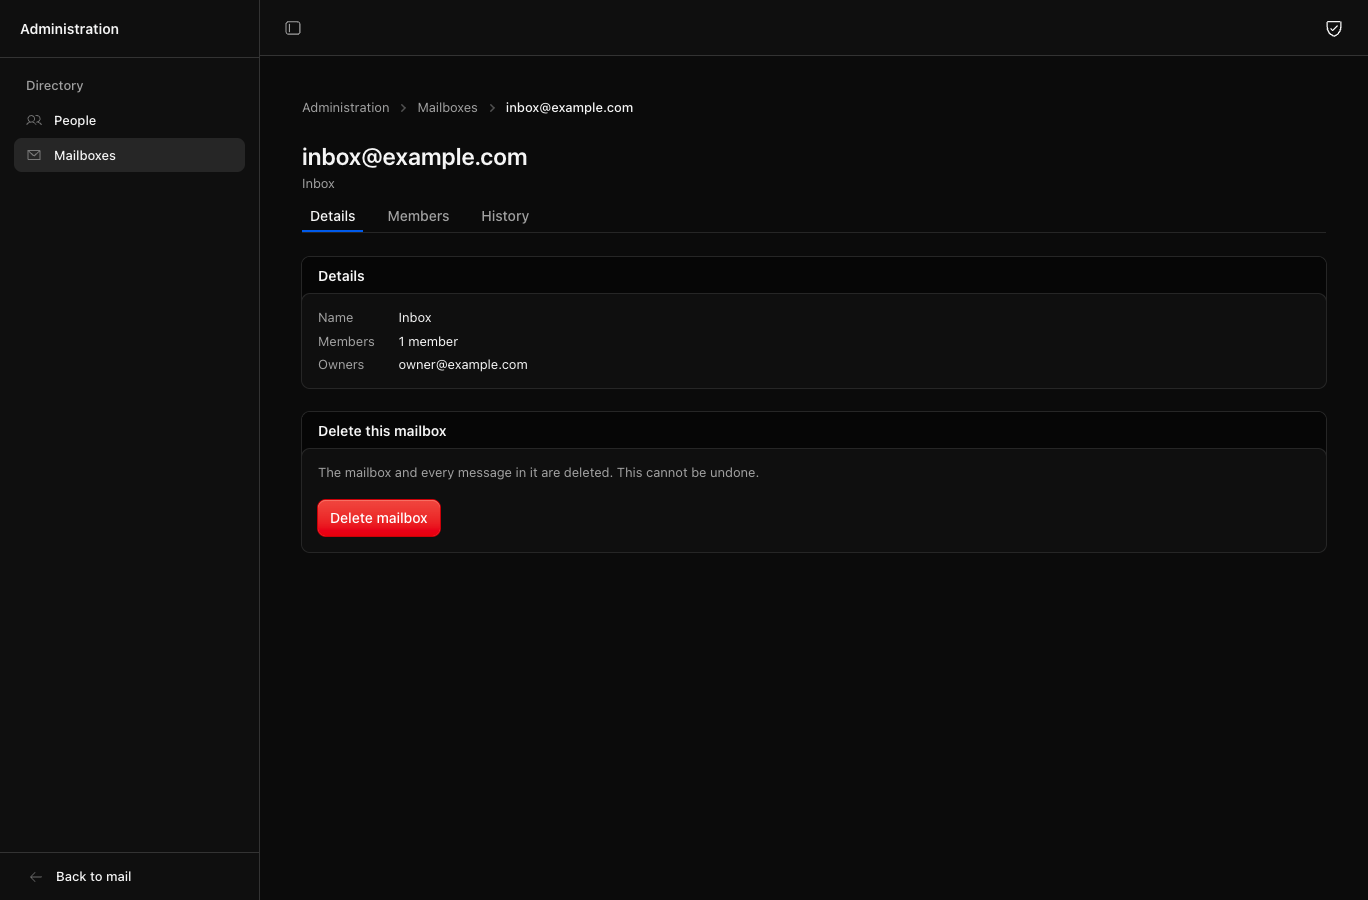 Administration
Directory
People
Mailboxes
Back to mail
Administration > Mailboxes > inbox@example.com
inbox@example.com
Inbox
Details Members History
Details
Name Inbox
Members 1 member
Owners owner@example.com
Delete this mailbox
The mailbox and every message in it are deleted. This cannot be undone.
Delete mailbox